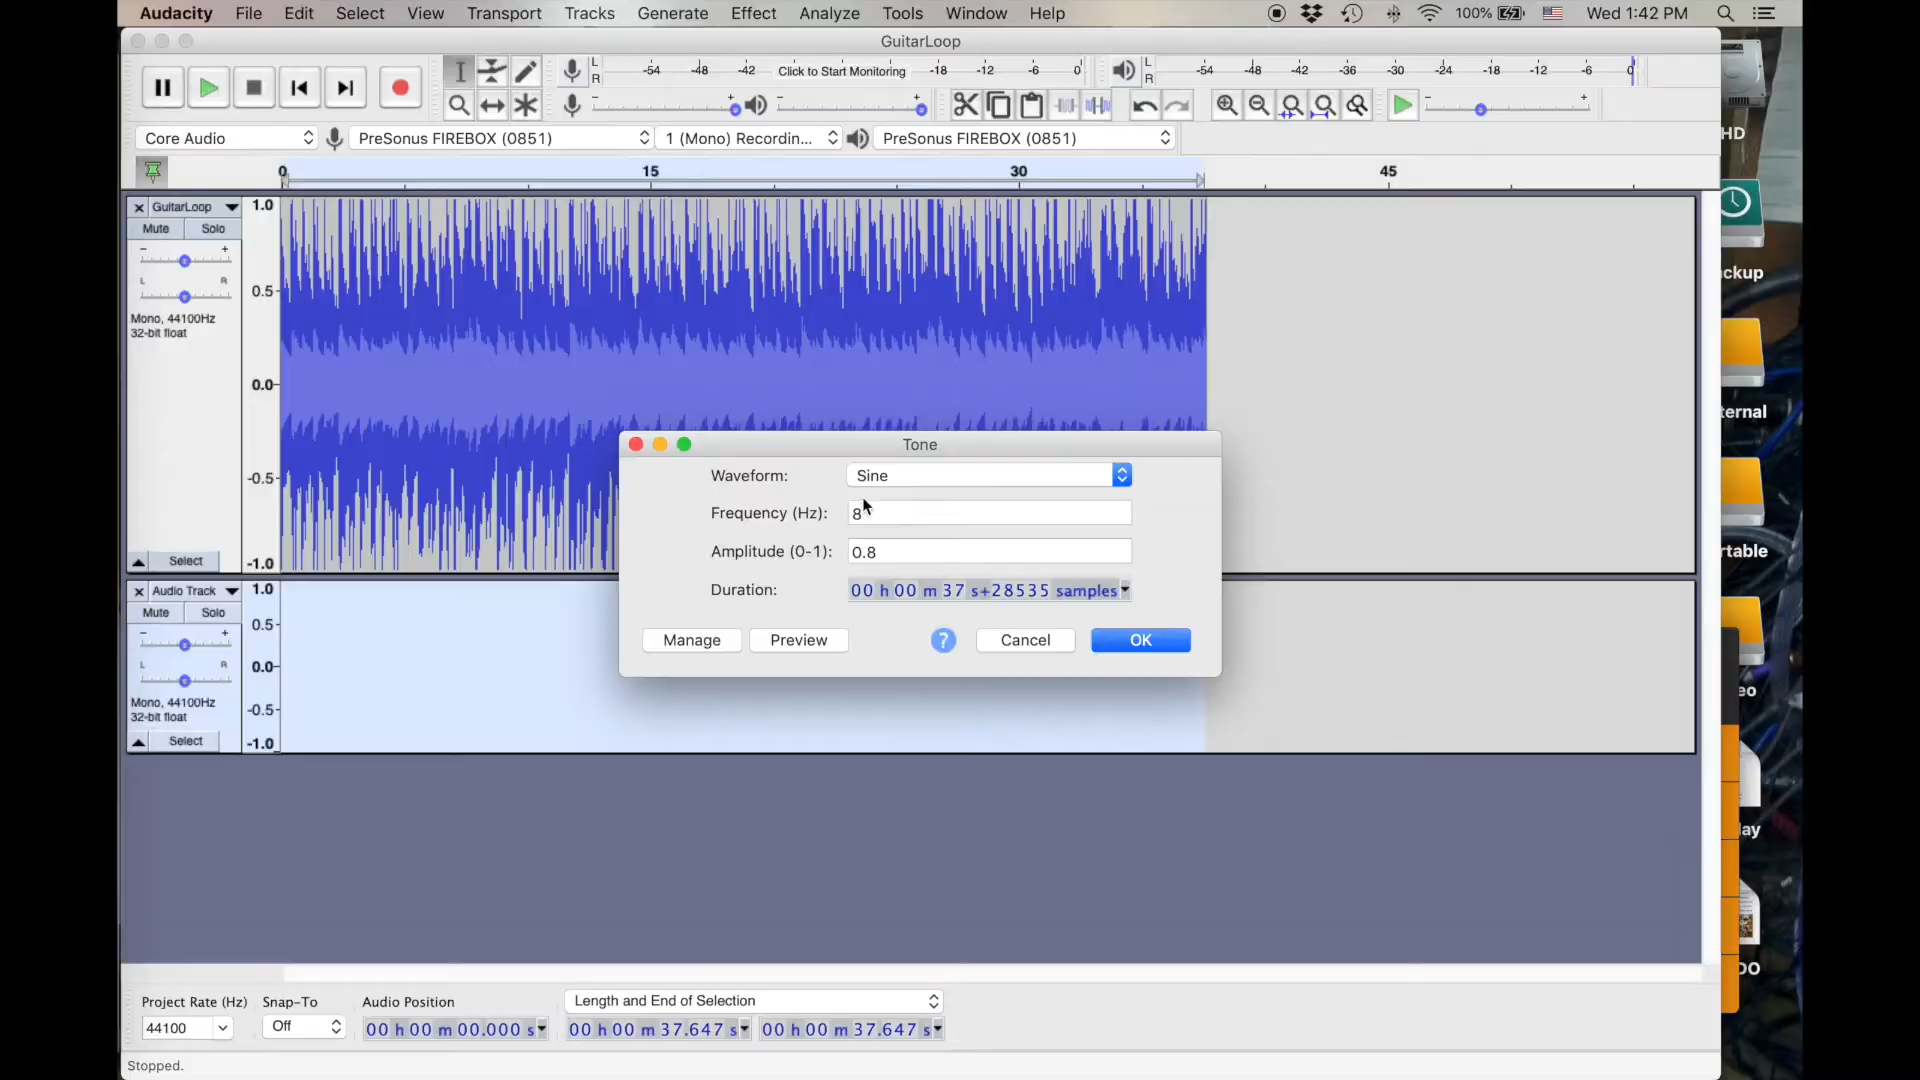 Audacity File Edit Select View Transport Tracks Generate Effect Analyze Tools Window Help 100% Wed 1:42 PM
GuitarLoop
L R -54 -48 -42 Click to Start Monitoring -18 -12 -6 0 L R -54 -48 -42 -36 -30 -24 -18 -12 -6 0
Core Audio PreSonus FIREBOX (0851) 1 (Mono) Recordin... PreSonus FIREBOX (0851)
0 15 30 45
GuitarLoop
Mute Solo
- +
L R
Mono, 44100Hz
32-bit float
Select
1.0
0.5-
0.0-
-0.5-
-1.0
Tone
Waveform: Sine
Frequency (Hz): 8
Amplitude (0-1): 0.8
Duration: 00 h 00 m 37 s+28535 samples
Manage Preview ? Cancel OK
Audio Track
Mute Solo
- +
L R
Mono, 44100Hz
32-bit float
Select
1.0
0.5-
0.0-
-0.5-
-1.0
HD
ckup
ternal
rtable
eo
lay
Project Rate (Hz) Snap-To Audio Position Length and End of Selection
44100 Off 00 h 00 m 00.000 s 00 h 00 m 37.647 s 00 h 00 m 37.647 s
Stopped.